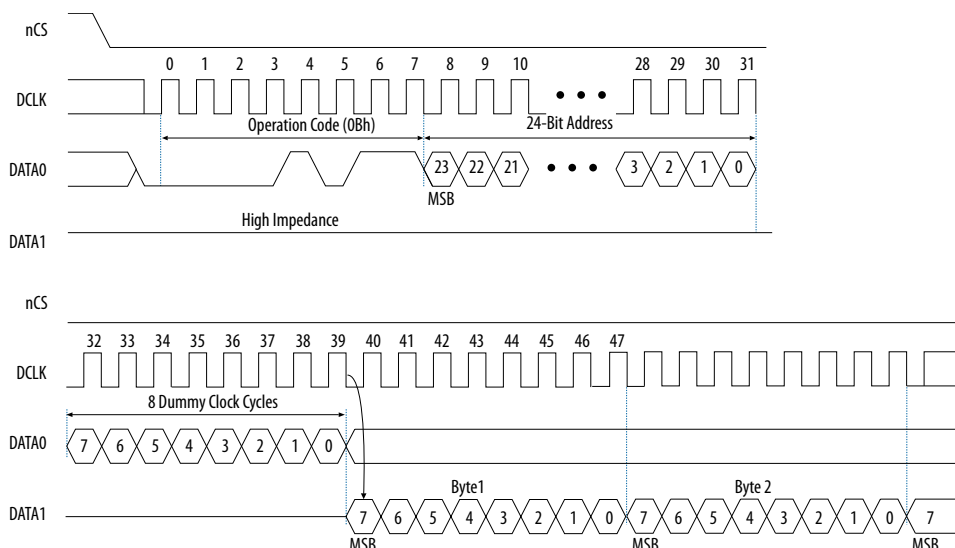 nCS
0 1 2 3 4 5 6 7 8 9 10 28 29 30 31
DCLK
Operation Code (0Bh) 24-Bit Address
DATA0 23 22 21 3 2 1 0
MSB
High Impedance
DATA1
nCS
32 33 34 35 36 37 38 39 40 41 42 43 44 45 46 47
DCLK
8 Dummy Clock Cycles
DATA0 7 6 5 4 3 2 1 0
Byte1 Byte 2
DATA1 7 6 5 4 3 2 1 0 7 6 5 4 3 2 1 0 7
MSB MSB MSB